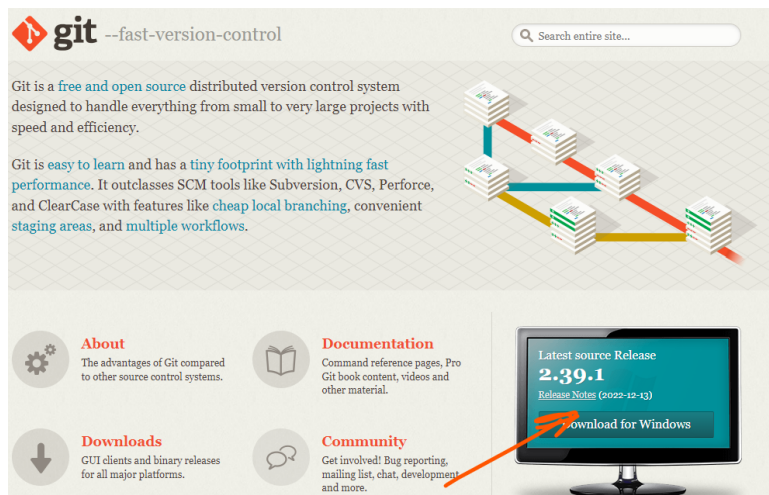 git --fast-version-control
Search entire site...
Git is a free and open source distributed version control system
designed to handle everything from small to very large projects with
speed and efficiency.
Git is easy to learn and has a tiny footprint with lightning fast
performance. It outclasses SCM tools like Subversion, CVS, Perforce,
and ClearCase with features like cheap local branching, convenient
staging areas, and multiple workflows.
About
The advantages of Git compared
to other source control systems.
Documentation
Command reference pages, Pro
Git book content, videos and
other material.
Downloads
GUI clients and binary releases
for all major platforms.
Community
Get involved! Bug reporting,
mailing list, chat, development
and more.
Latest source Release
2.39.1
Release Notes (2022-12-13)
Download for Windows